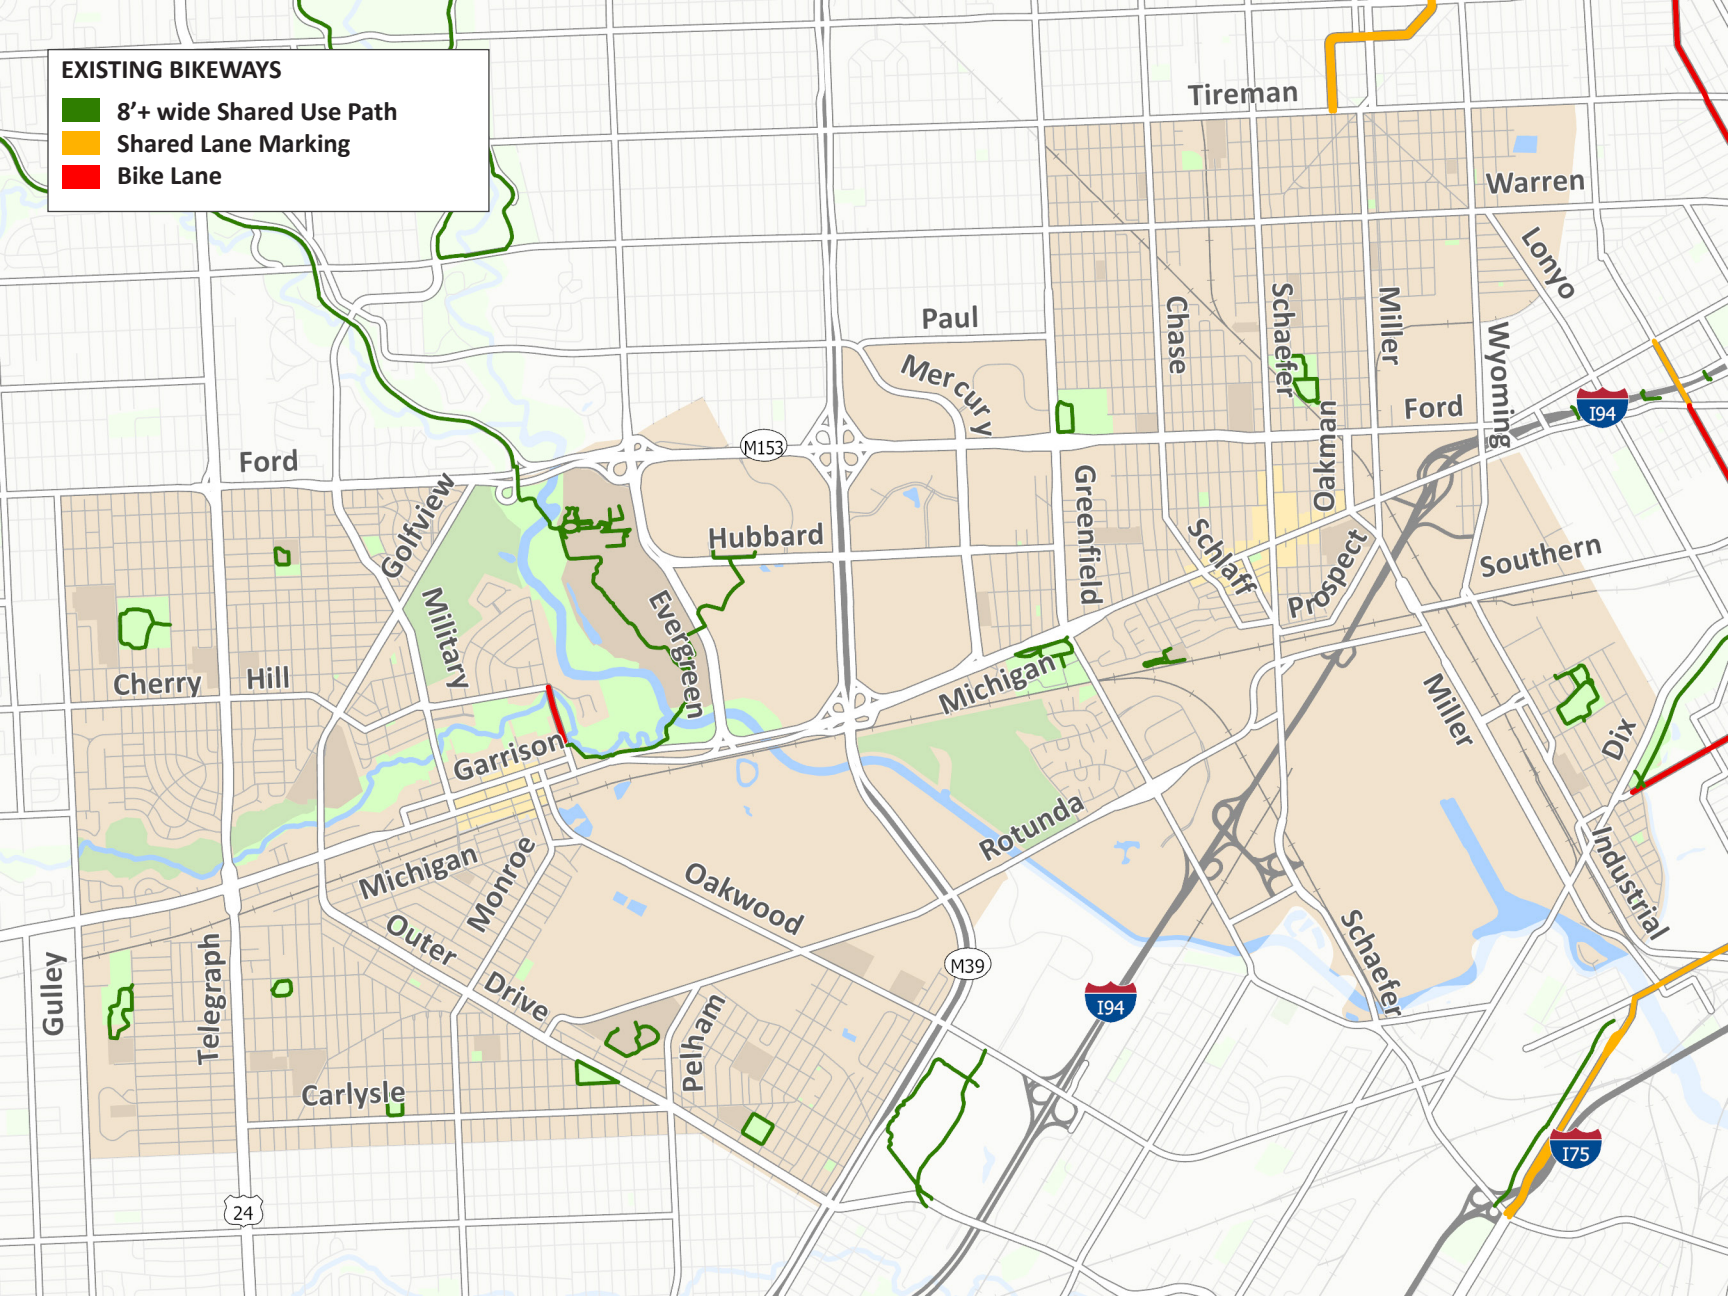 EXISTING BIKEWAYS
8'+ wide Shared Use Path
Shared Lane Marking
Bike Lane
Tireman
Warren
Lonyo
Paul
Mercury
Chase
Schaefer
Miller
Wyoming
Ford
I94
Oakman
M153
Ford
Golfview
Hubbard
Greenfield
Schlaff
Prospect
Southern
Military
Evergreen
Cherry Hill
Michigan
Miller
Dix
Garrison
Rotunda
Industrial
Michigan
Monroe
Oakwood
Outer Drive
Schaefer
Gulley
Telegraph
M39
I94
Pelham
Carlysle
I75
24